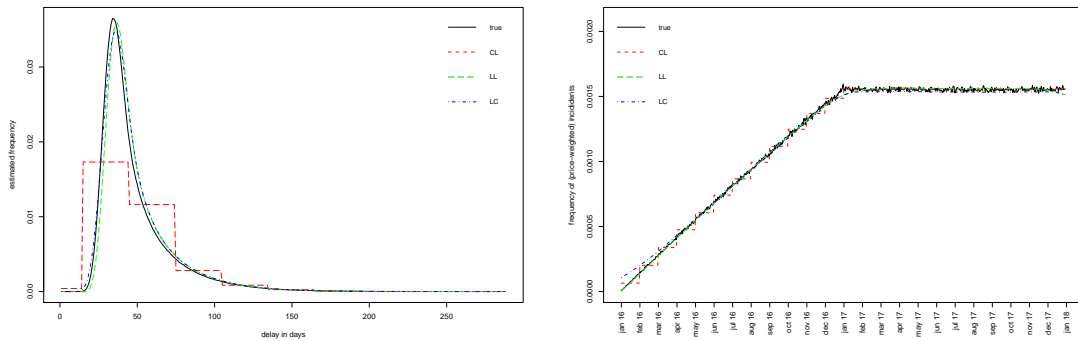 estimated frequency
0.00
0.01
0.02
0.03
0
50
100
150
200
250
delay in days
true
CL
LL
LC
frequency of (price-weighted) inciddents
0.0000
0.0005
0.0010
0.0015
0.0020
jan 16
feb 16
mar 16
apr 16
may 16
jun 16
jul 16
aug 16
sep 16
oct 16
nov 16
dec 16
jan 17
feb 17
mar 17
apr 17
may 17
jun 17
jul 17
aug 17
sep 17
oct 17
nov 17
dec 17
jan 18
true
CL
LL
LC